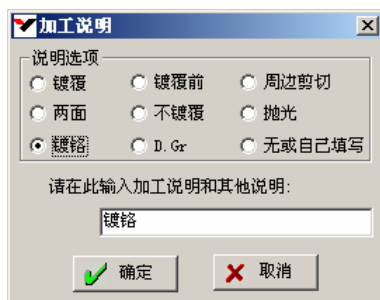 加工说明
说明选项
镀覆 镀覆前 周边剪切
两面 不镀覆 抛光
镀铬 D.Gr 无或自己填写
请在此输入加工说明和其他说明:
镀铬
确定 取消